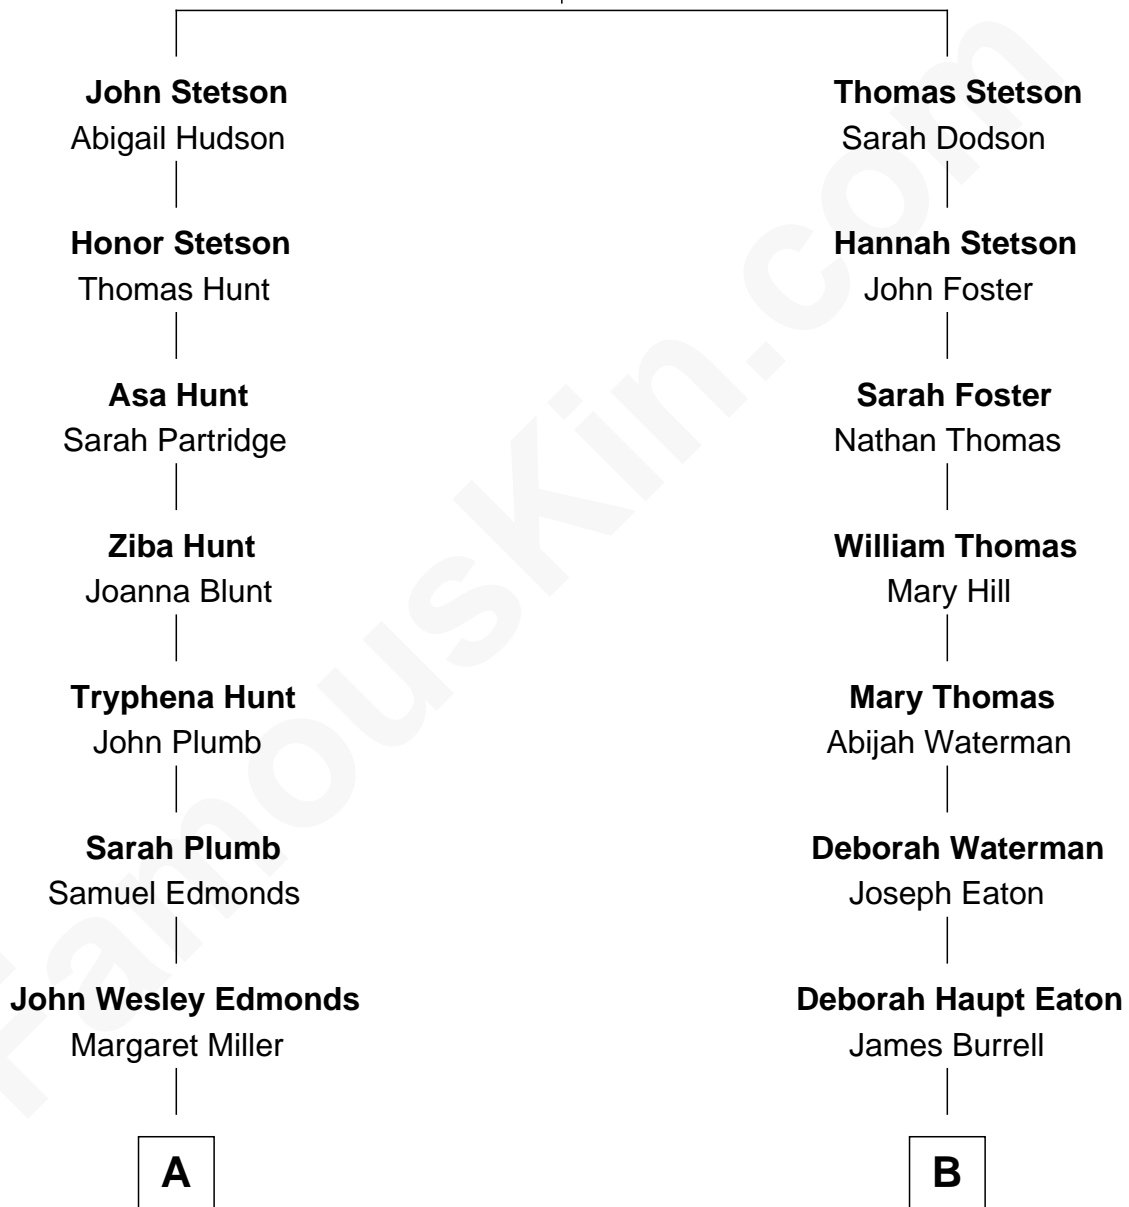 John Stetson
Abigail Hudson
Honor Stetson
Thomas Hunt
Asa Hunt
Sarah Partridge
Ziba Hunt
Joanna Blunt
Tryphena Hunt
John Plumb
Sarah Plumb
Samuel Edmonds
John Wesley Edmonds
Margaret Miller
A
Thomas Stetson
Sarah Dodson
Hannah Stetson
John Foster
Sarah Foster
Nathan Thomas
William Thomas
Mary Hill
Mary Thomas
Abijah Waterman
Deborah Waterman
Joseph Eaton
Deborah Haupt Eaton
James Burrell
B
FamousKin.com